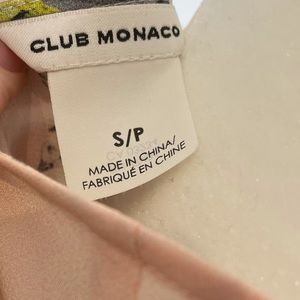 CLUB MONACO
S/P
MADE IN CHINA/
FABRIQUÉ EN CHINE